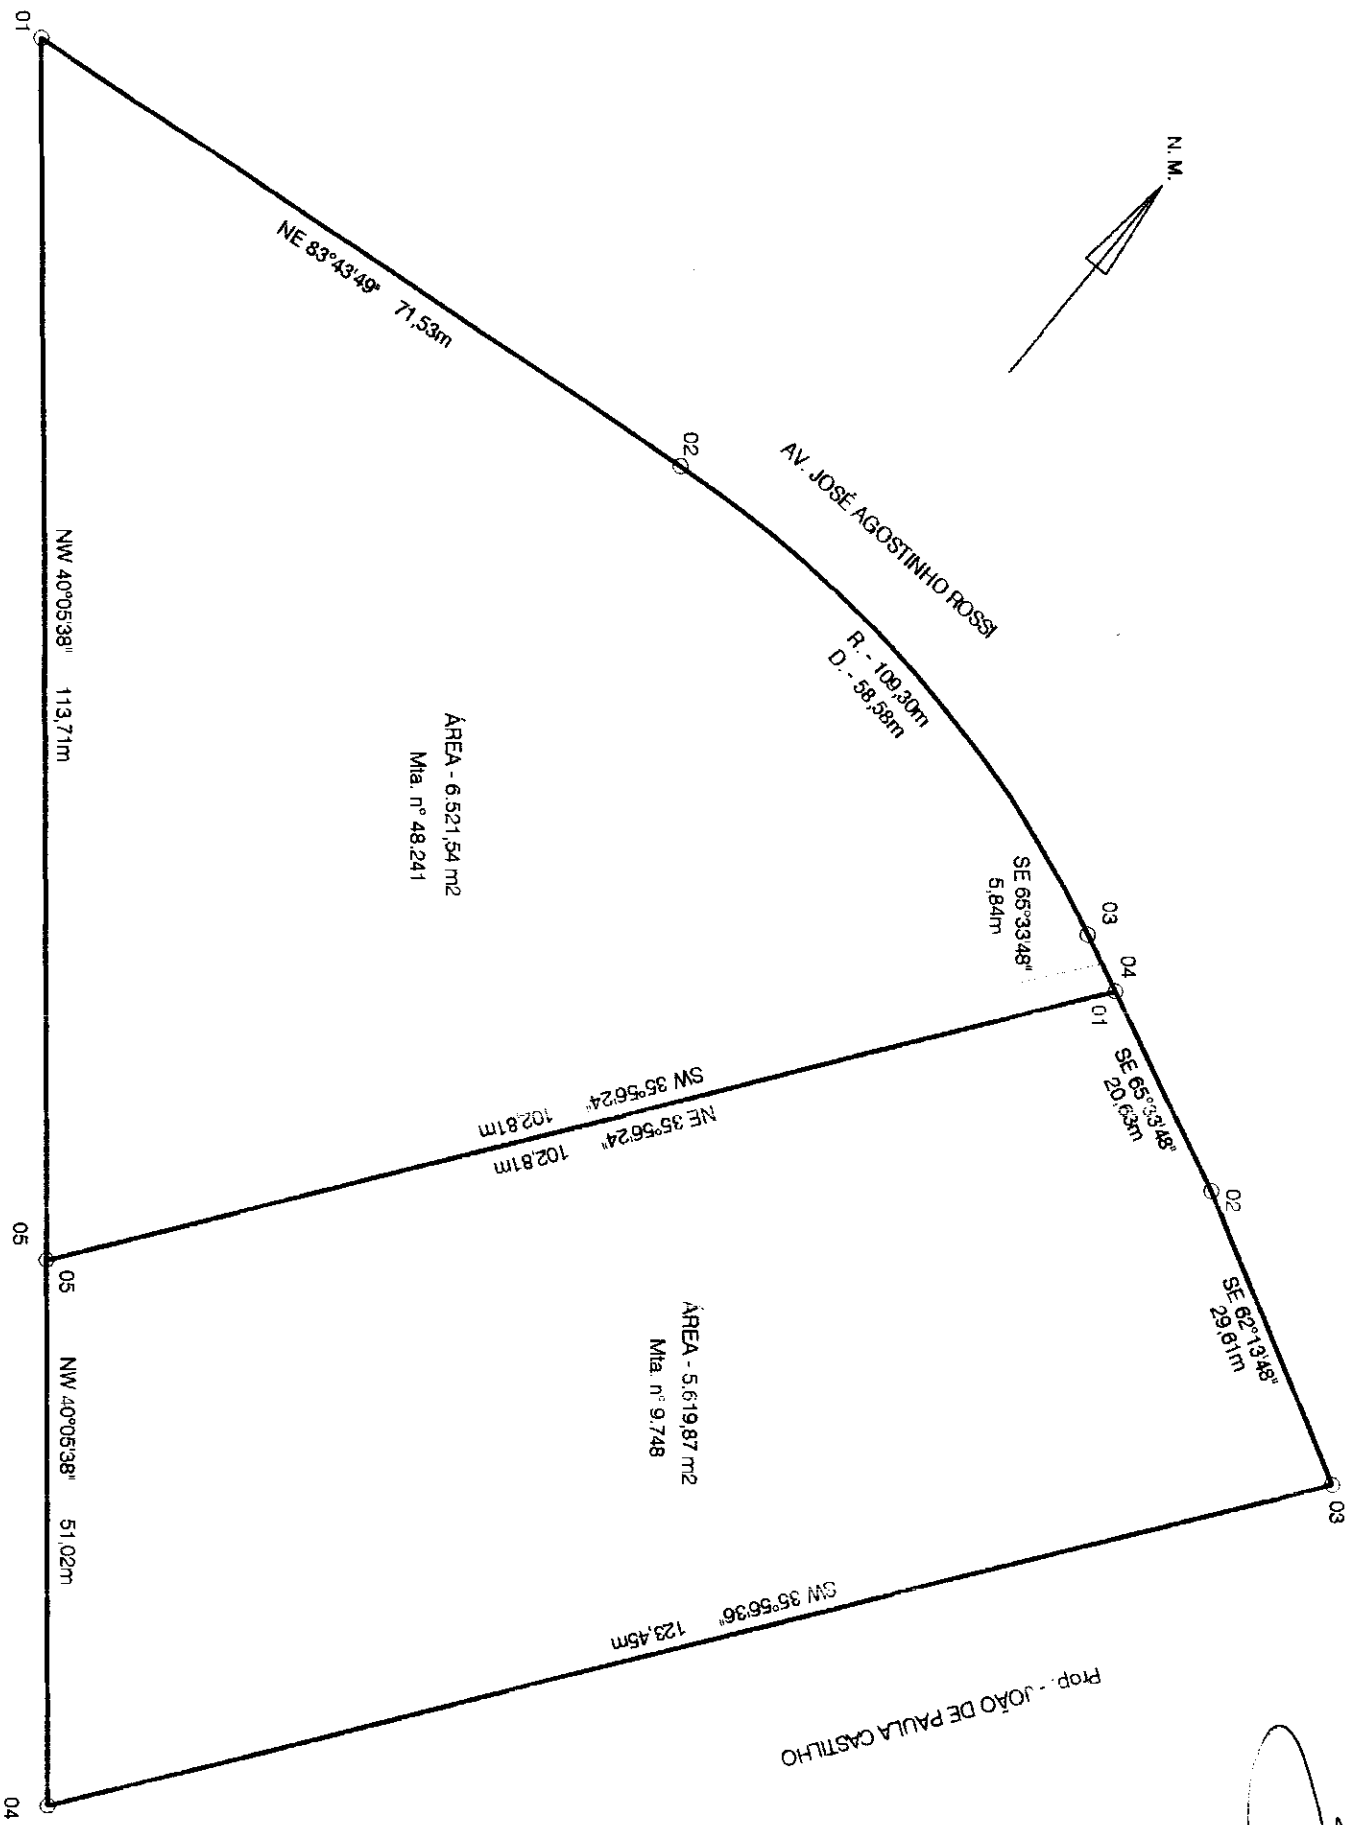 01
N. M.
NE 83°43'49" 71,53m
02
AV. JOSÉ AGOSTINHO ROSSI
R. - 109,30m
D. - 58,58m
NW 40°05'38" 113,71m
ÁREA - 6.521,54 m2
Mta. nº 48.241
SE 65°33'48"
5,84m
03
04
01
SE 65°33'48"
20,63m
02
SE 62°13'48"
29,61m
03
SW 35°56'24" 102,81m
NE 35°56'24" 102,81m
05
05
NW 40°05'38" 51,02m
ÁREA - 5.619,87 m2
Mta. nº 9.748
SW 35°56'36" 123,45m
Prop. - JOÃO DE PAULA CASTILHO
04